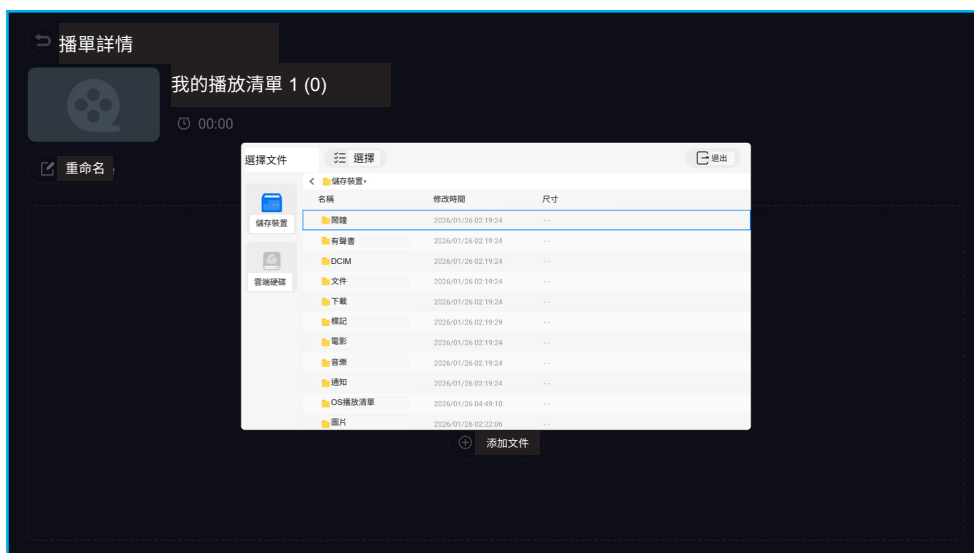 播單詳情
我的播放清單 1 (0)
00:00
重命名
選擇文件
選擇
退出
儲存裝置
名稱 修改時間 尺寸
儲存裝置
雲端硬碟
鬧鐘 2026/01/26 02:19:24 --
有聲書 2026/01/26 02:19:24 --
DCIM 2026/01/26 02:19:24 --
文件 2026/01/26 02:19:24 --
下載 2026/01/26 02:19:24 --
標記 2026/01/26 02:19:29 --
電影 2026/01/26 02:19:24 --
音樂 2026/01/26 02:19:24 --
通知 2026/01/26 02:19:24 --
OS播放清單 2026/01/26 04:49:10 --
圖片 2026/01/26 02:22:06 --
添加文件